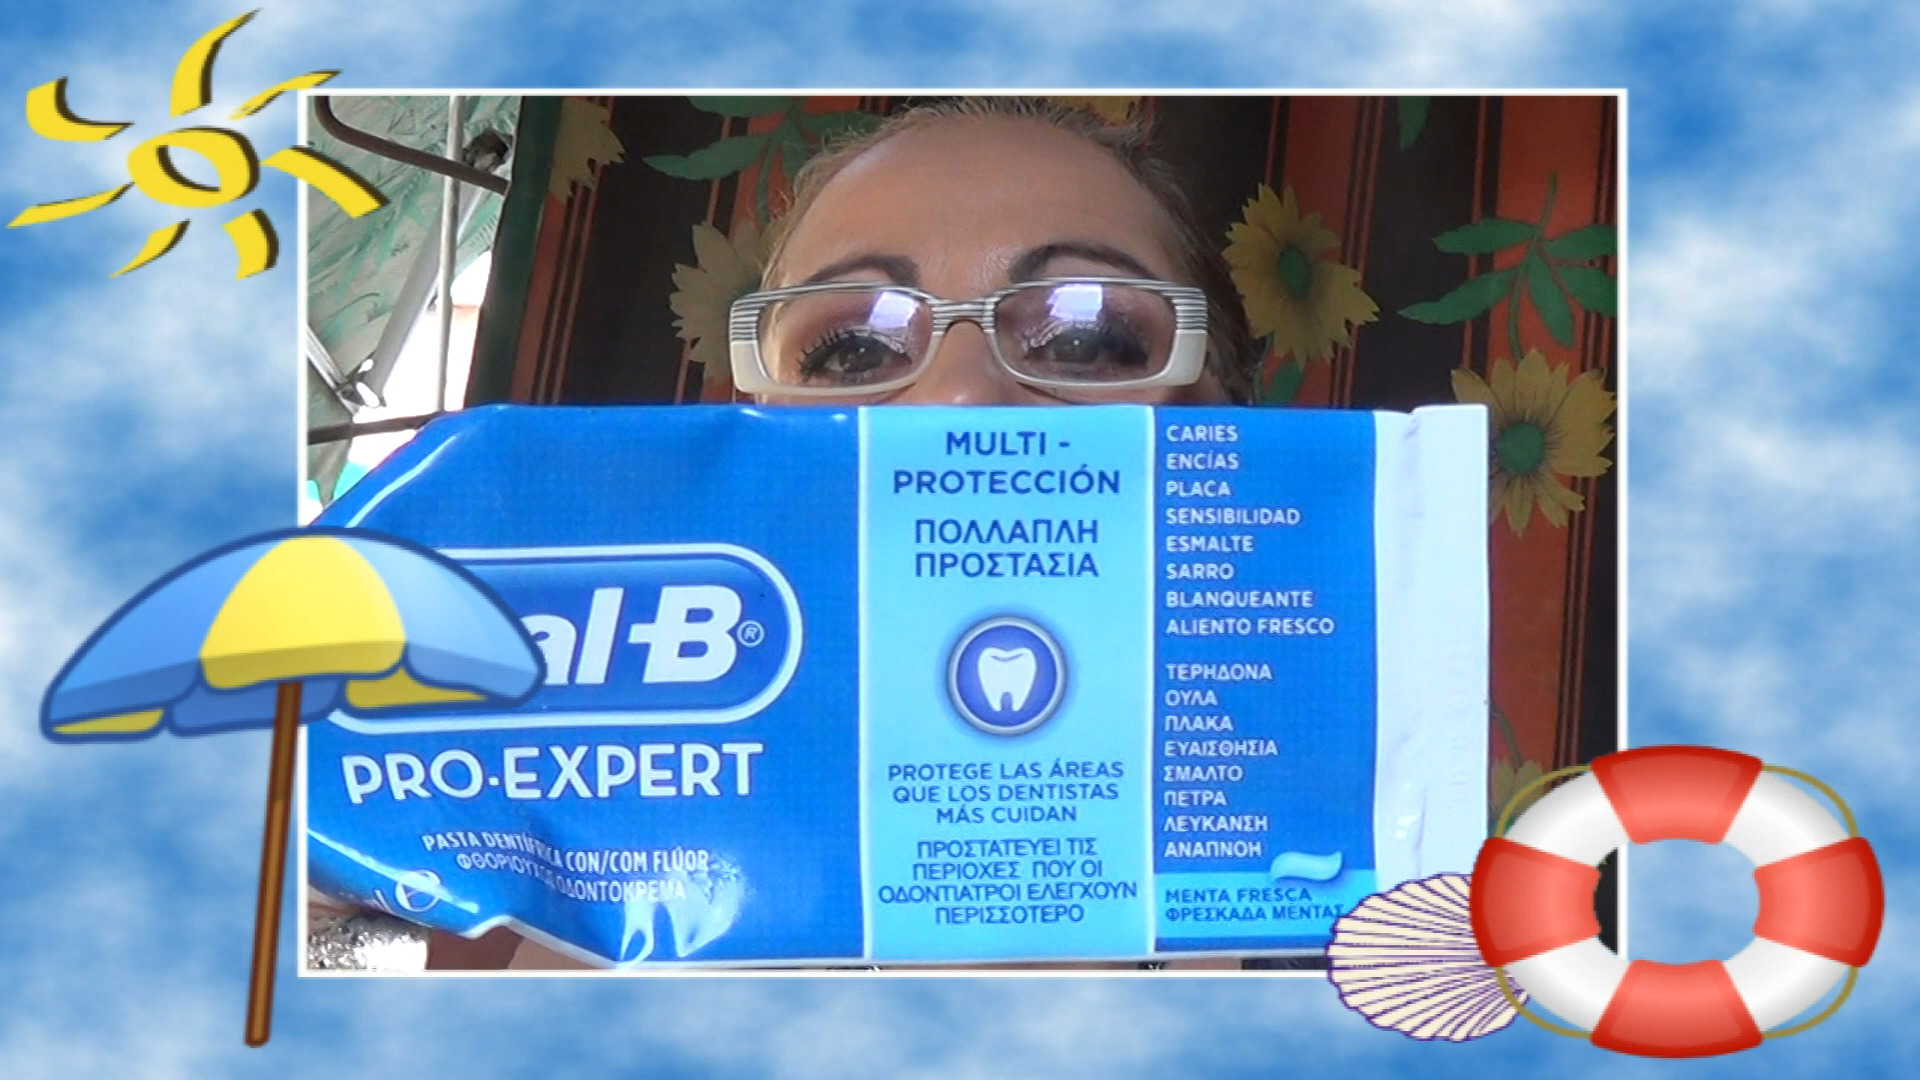 al-B®
PRO·EXPERT
PASTA DENTÍFRICA CON/COM FLÚOR
ΟΔΟΝΤΟΚΡΕΜΑ
MULTI -
PROTECCIÓN
ΠΟΛΛΑΠΛΗ
ΠΡΟΣΤΑΣΙΑ
PROTEGE LAS ÁREAS
QUE LOS DENTISTAS
MÁS CUIDAN
ΠΡΟΣΤΑΤΕΥΕΙ ΤΙΣ
ΠΕΡΙΟΧΕΣ ΠΟΥ ΟΙ
ΟΔΟΝΤΙΑΤΡΟΙ ΕΛΕΓΧΟΥΝ
ΠΕΡΙΣΣΟΤΕΡΟ
CARIES
ENCÍAS
PLACA
SENSIBILIDAD
ESMALTE
SARRO
BLANQUEANTE
ALIENTO FRESCO
ΤΕΡΗΔΟΝΑ
ΟΥΛΑ
ΠΛΑΚΑ
ΕΥΑΙΣΘΗΣΙΑ
ΣΜΑΛΤΟ
ΠΕΤΡΑ
ΛΕΥΚΑΝΣΗ
ΑΝΑΠΝΟΗ
MENTA FRESCA
ΦΡΕΣΚΑΔΑ ΜΕΝΤΑΣ